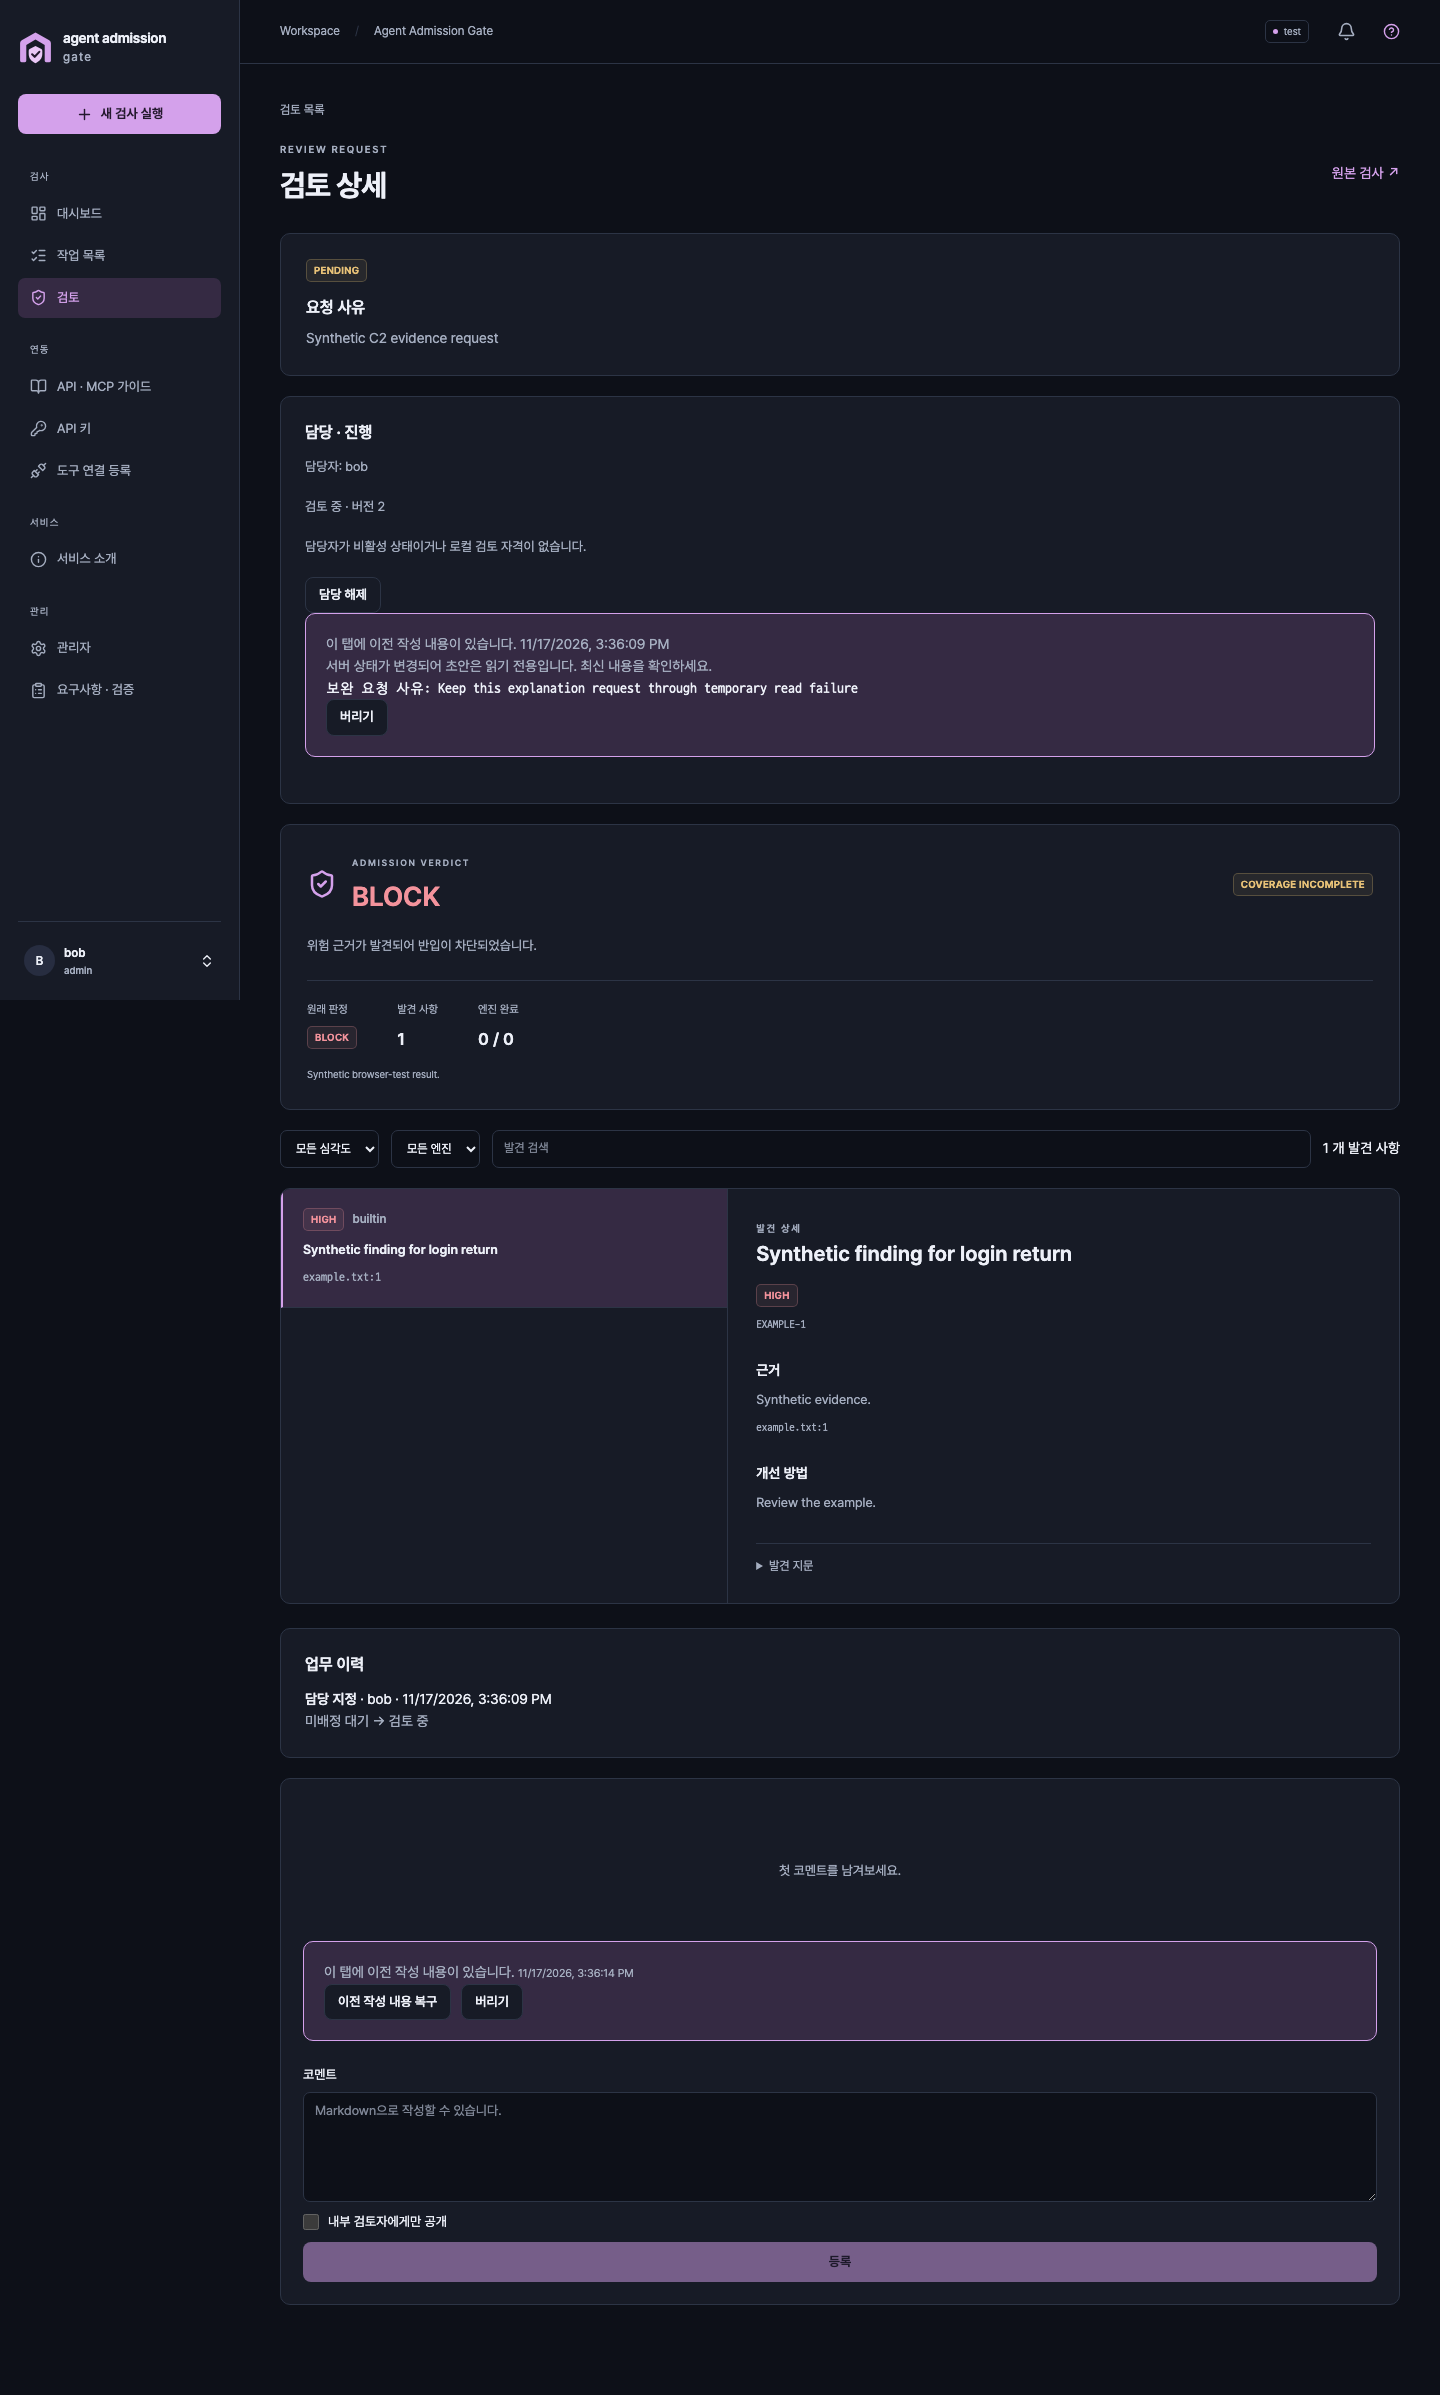 agent admission
gate
새 검사 실행
검사
대시보드
작업 목록
검토
연동
API · MCP 가이드
API 키
도구 연결 등록
서비스
서비스 소개
관리
관리자
요구사항 · 검증
B
bob
admin
Workspace / Agent Admission Gate
test
검토 목록
REVIEW REQUEST
검토 상세
원본 검사 ↗
PENDING
요청 사유
Synthetic C2 evidence request
담당 · 진행
담당자: bob
검토 중 · 버전 2
담당자가 비활성 상태이거나 로컬 검토 자격이 없습니다.
담당 해제
이 탭에 이전 작성 내용이 있습니다. 11/17/2026, 3:36:09 PM
서버 상태가 변경되어 초안은 읽기 전용입니다. 최신 내용을 확인하세요.
보완 요청 사유: Keep this explanation request through temporary read failure
버리기
ADMISSION VERDICT
BLOCK
COVERAGE INCOMPLETE
위험 근거가 발견되어 반입이 차단되었습니다.
원래 판정 발견 사항 엔진 완료
BLOCK 1 0 / 0
Synthetic browser-test result.
모든 심각도 모든 엔진 발견 검색 1 개 발견 사항
HIGH builtin
Synthetic finding for login return
example.txt:1
발견 상세
Synthetic finding for login return
HIGH
EXAMPLE-1
근거
Synthetic evidence.
example.txt:1
개선 방법
Review the example.
▶ 발견 지문
업무 이력
담당 지정 · bob · 11/17/2026, 3:36:09 PM
미배정 대기 → 검토 중
첫 코멘트를 남겨보세요.
이 탭에 이전 작성 내용이 있습니다. 11/17/2026, 3:36:14 PM
이전 작성 내용 복구 버리기
코멘트
Markdown으로 작성할 수 있습니다.
내부 검토자에게만 공개
등록